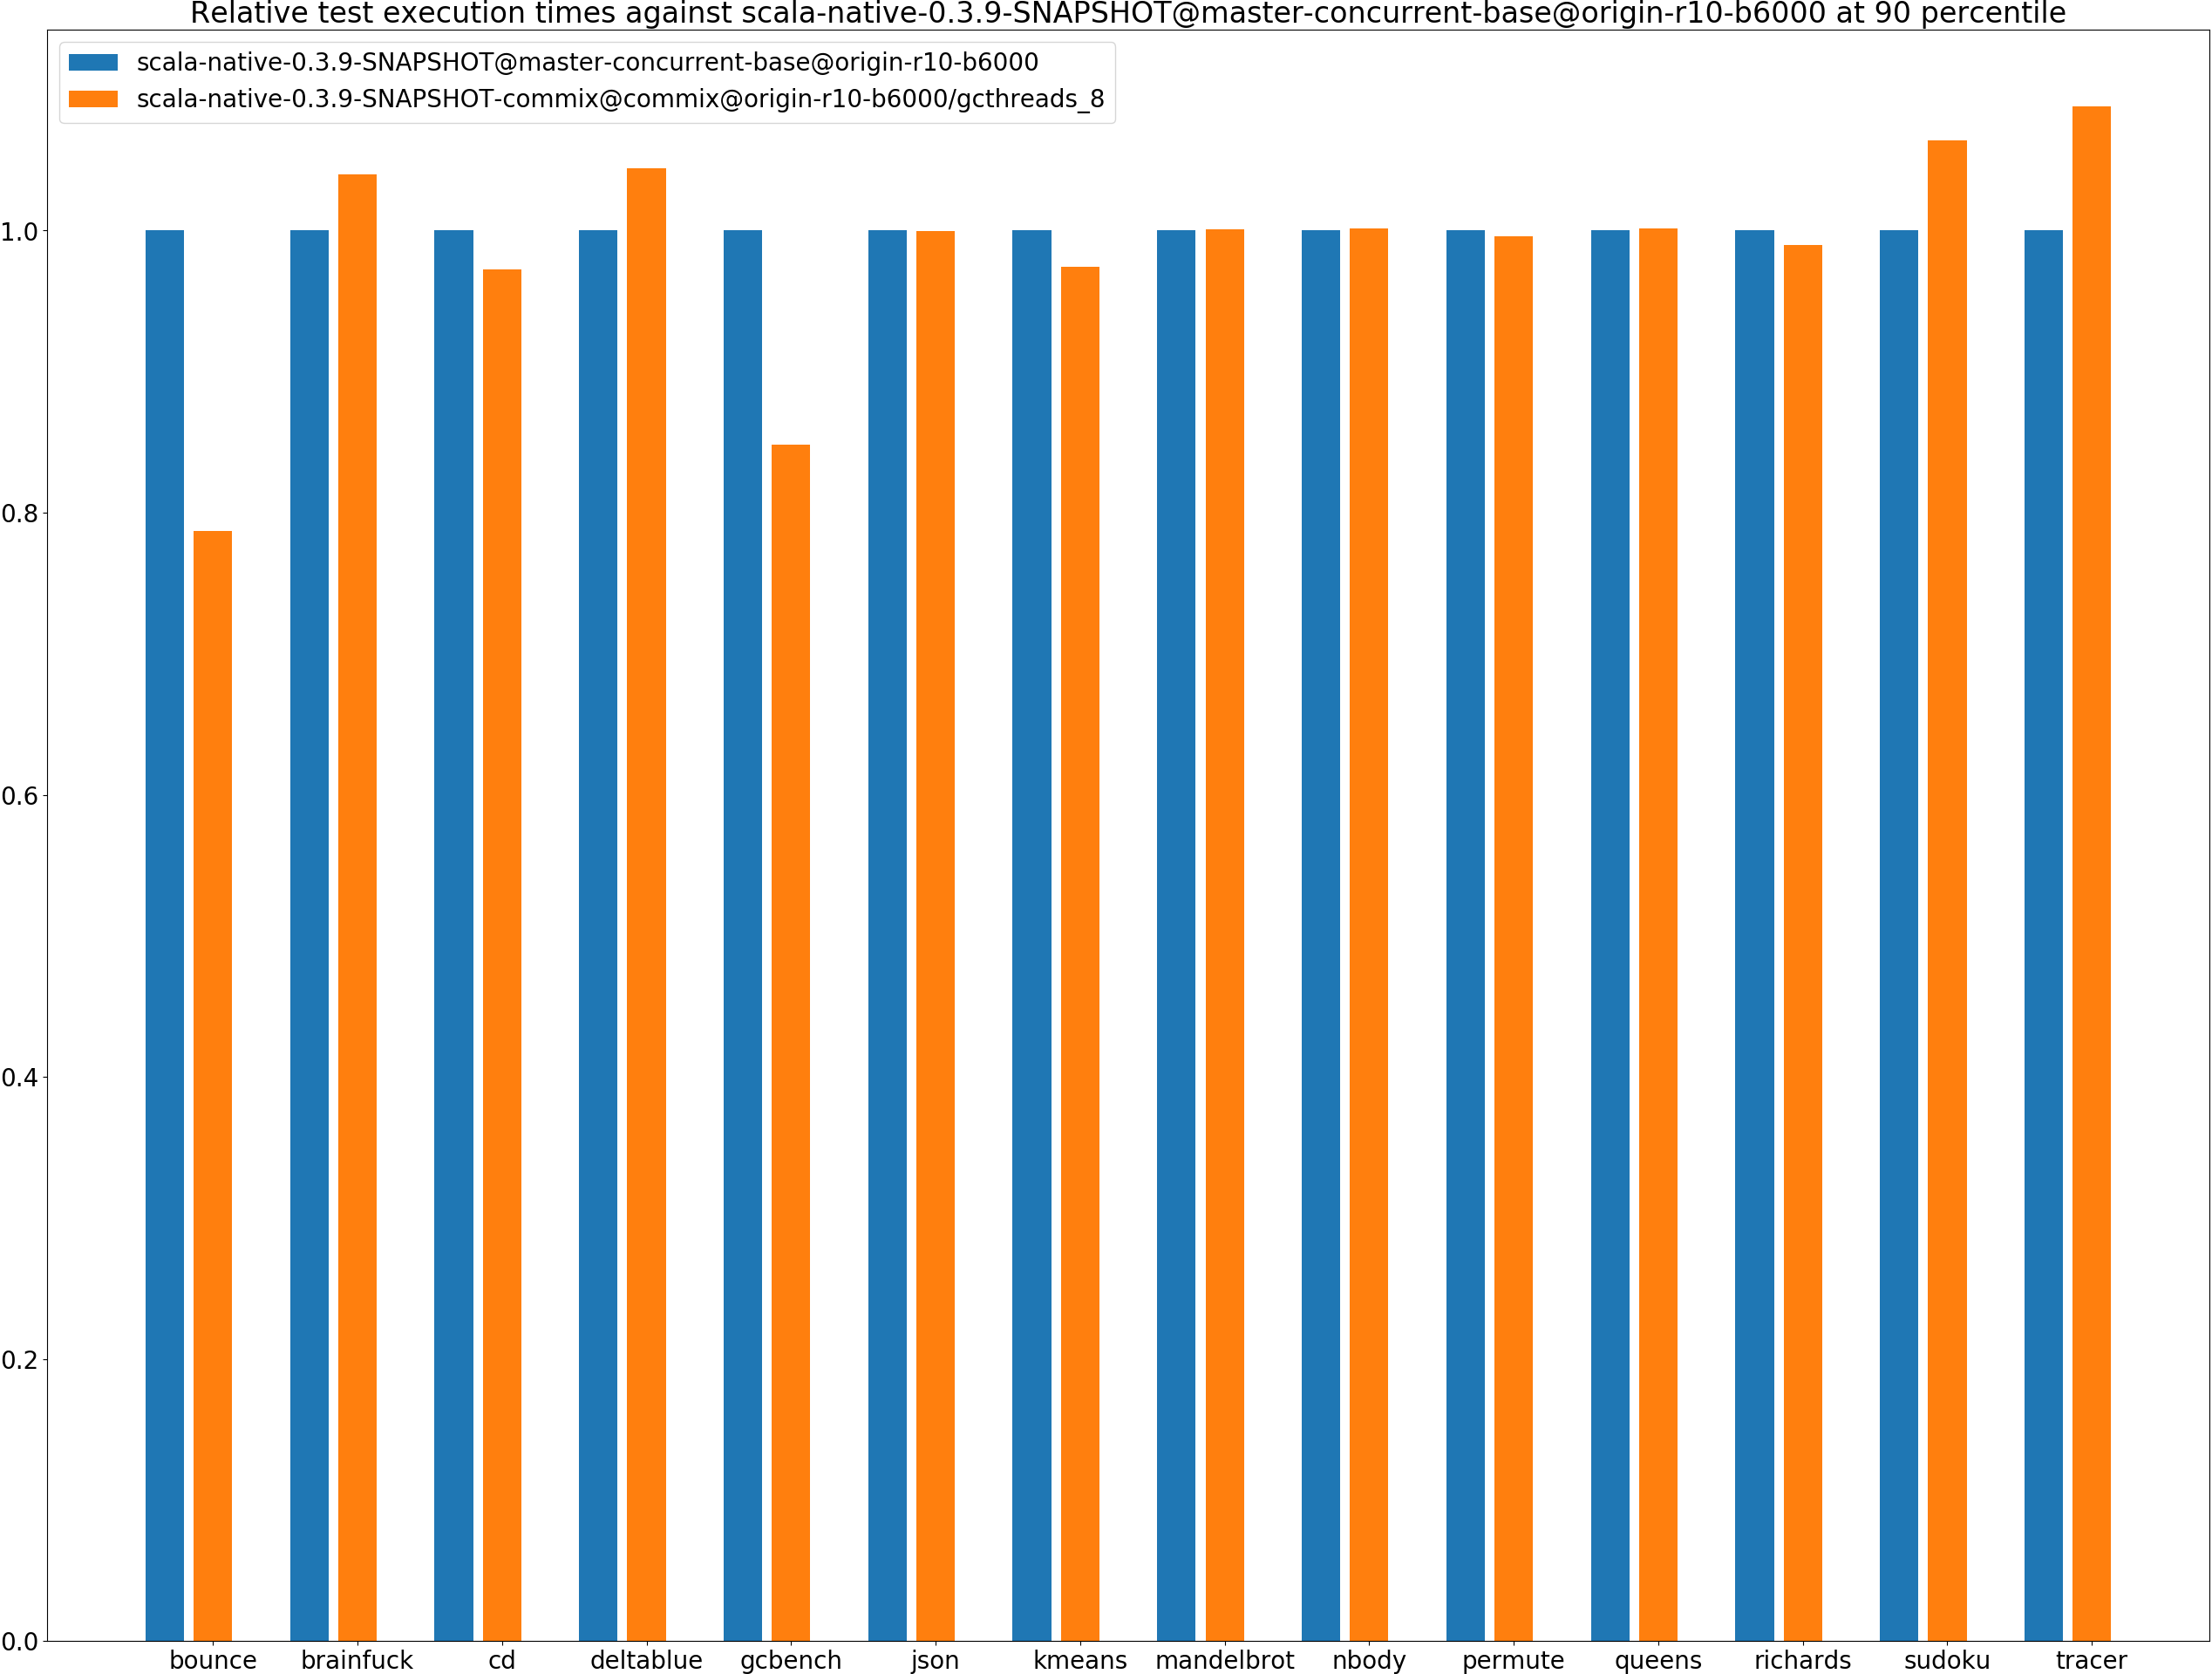 Relative test execution times against scala-native-0.3.9-SNAPSHOT@master-concurrent-base@origin-r10-b6000 at 90 percentile
scala-native-0.3.9-SNAPSHOT@master-concurrent-base@origin-r10-b6000
scala-native-0.3.9-SNAPSHOT-commix@commix@origin-r10-b6000/gcthreads_8
1.0
0.8
0.6
0.4
0.2
0.0
bounce brainfuck cd deltablue gcbench json kmeans mandelbrot nbody permute queens richards sudoku tracer